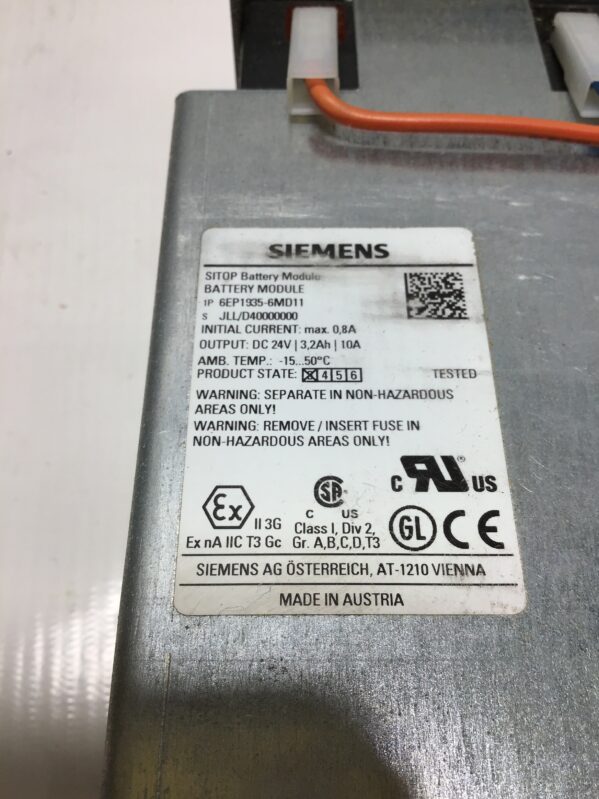 SIEMENS
SITOP Battery Module
BATTERY MODULE
1P 6EP1935-6MD11
S JLL/D40000000
INITIAL CURRENT: max. 0,8A
OUTPUT: DC 24V | 3,2Ah | 10A
AMB. TEMP.: -15...50°C
PRODUCT STATE: X 4 5 6 TESTED
WARNING: SEPARATE IN NON-HAZARDOUS
AREAS ONLY!
WARNING: REMOVE / INSERT FUSE IN
NON-HAZARDOUS AREAS ONLY!
Ex II 3G
Ex nA IIC T3 Gc
SA
C US
Class I, Div 2,
Gr. A,B,C,D,T3
C RU ® US
GL CE
SIEMENS AG ÖSTERREICH, AT-1210 VIENNA
MADE IN AUSTRIA